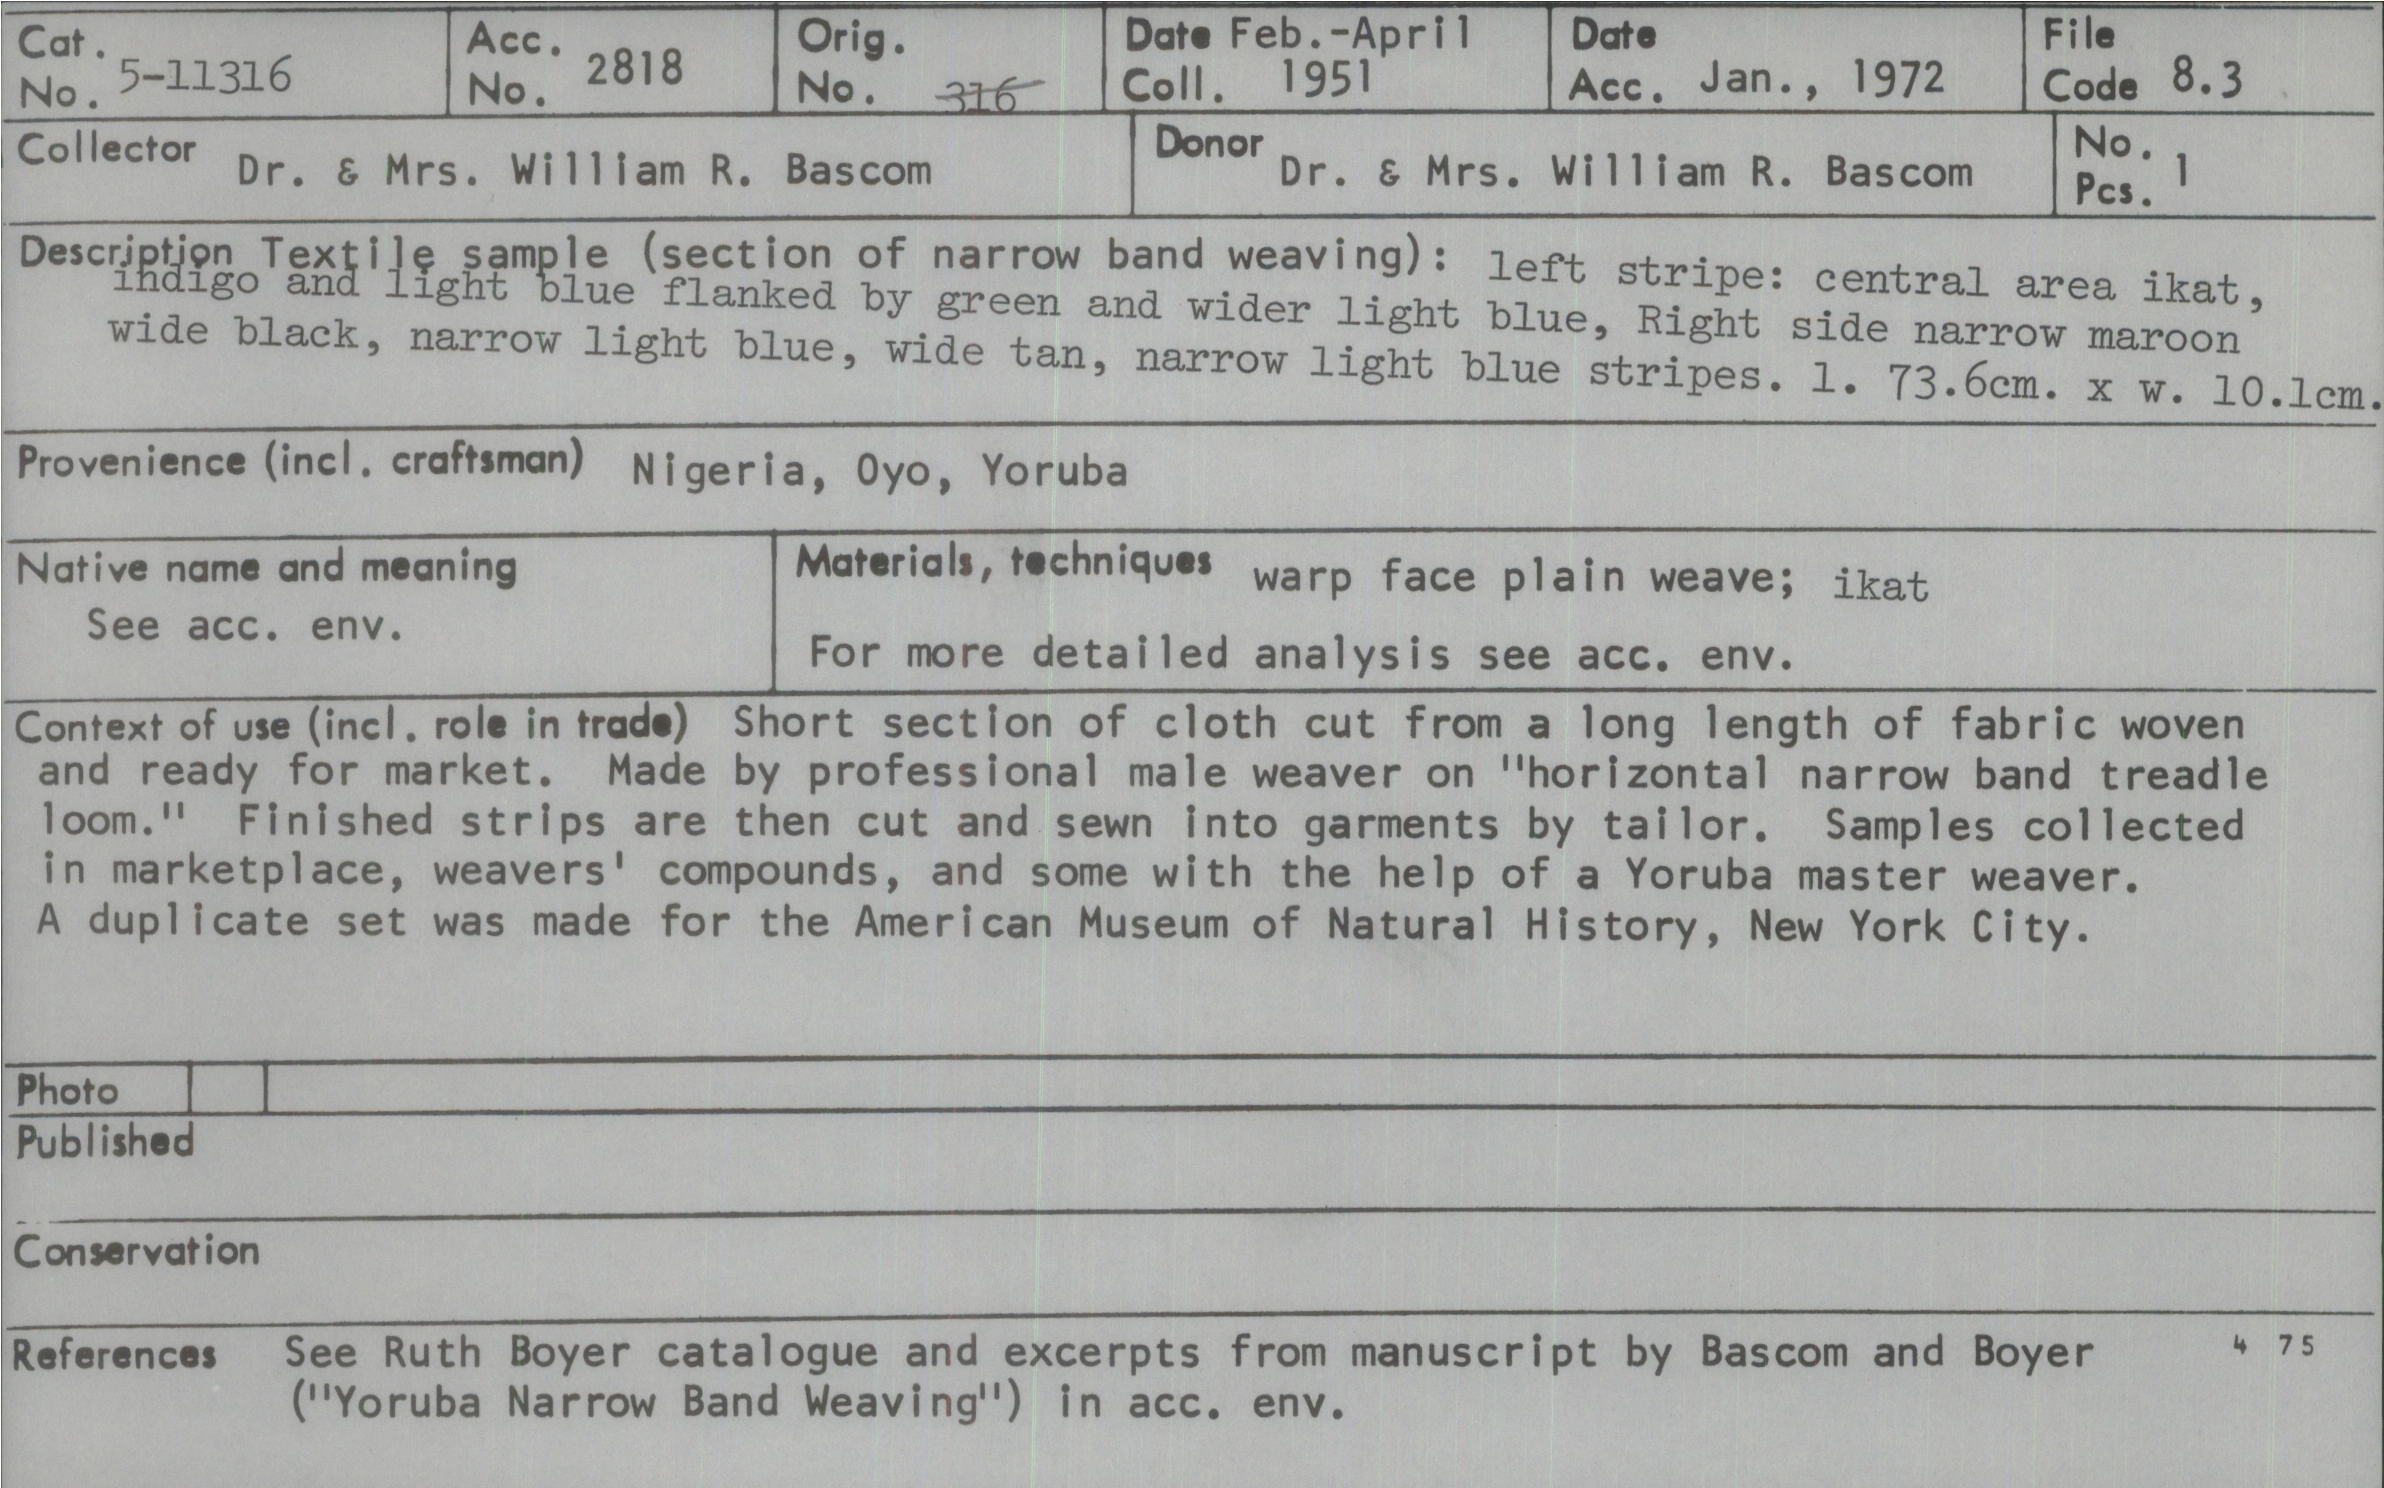 Cat. No. 5-11316
Acc. No. 2818
Orig. No. 316
Date Coll. Feb.-April 1951
Date Acc. Jan., 1972
File Code 8.3
Collector Dr. & Mrs. William R. Bascom
Donor Dr. & Mrs. William R. Bascom
No. Pcs. 1
Description Textile sample (section of narrow band weaving): left stripe: central area ikat,
indigo and light blue flanked by green and wider light blue, Right side narrow maroon
wide black, narrow light blue, wide tan, narrow light blue stripes. l. 73.6cm. x w. 10.1cm.
Provenience (incl. craftsman) Nigeria, Oyo, Yoruba
Native name and meaning
See acc. env.
Materials, techniques warp face plain weave; ikat
For more detailed analysis see acc. env.
Context of use (incl. role in trade) Short section of cloth cut from a long length of fabric woven
and ready for market. Made by professional male weaver on "horizontal narrow band treadle
loom." Finished strips are then cut and sewn into garments by tailor. Samples collected
in marketplace, weavers' compounds, and some with the help of a Yoruba master weaver.
A duplicate set was made for the American Museum of Natural History, New York City.
Photo
Published
Conservation
References See Ruth Boyer catalogue and excerpts from manuscript by Bascom and Boyer 4 75
("Yoruba Narrow Band Weaving") in acc. env.